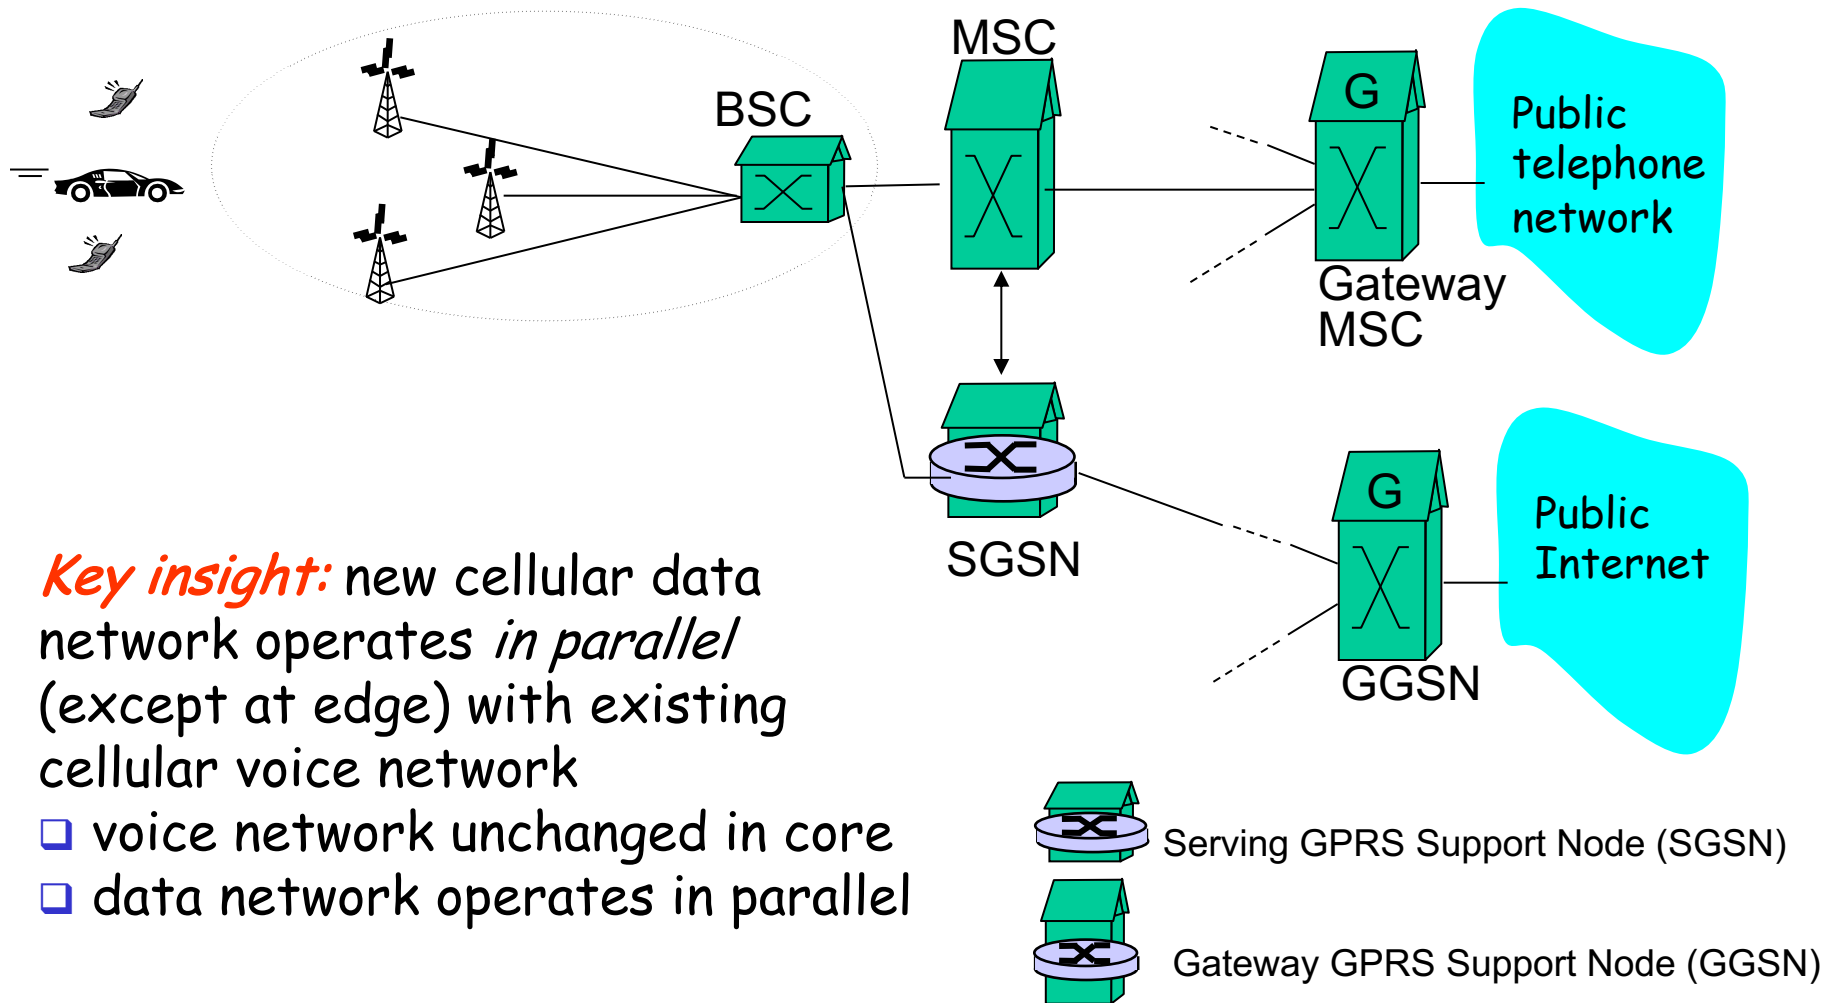 MSC
BSC
G
Public
telephone
network
Gateway
MSC
SGSN
G
Public
Internet
GGSN
Key insight: new cellular data
network operates in parallel
(except at edge) with existing
cellular voice network
voice network unchanged in core
data network operates in parallel
Serving GPRS Support Node (SGSN)
Gateway GPRS Support Node (GGSN)